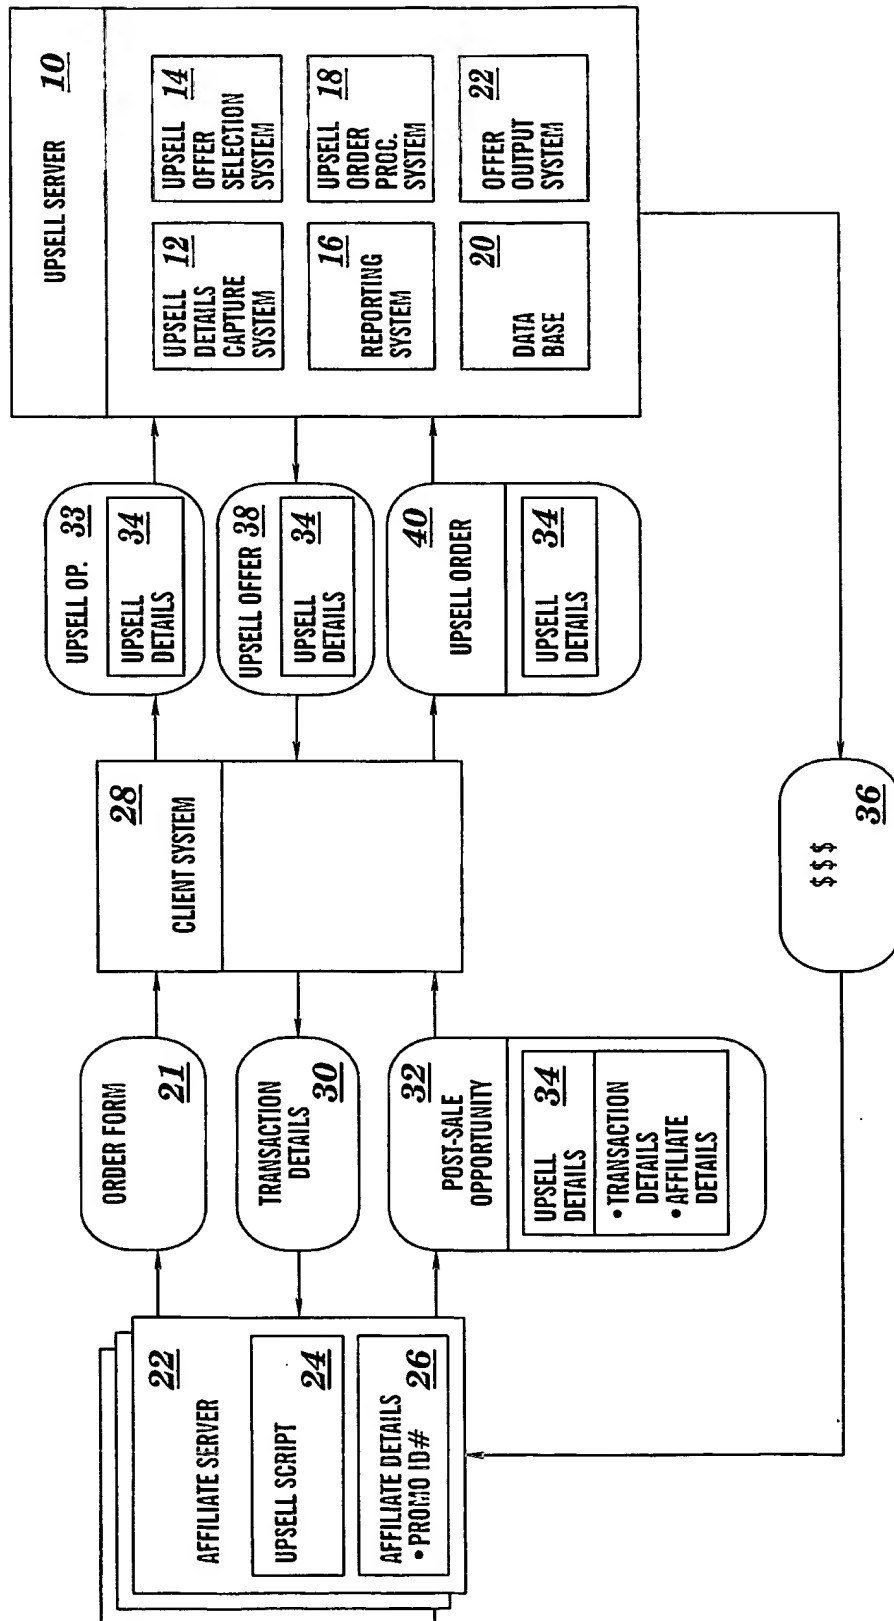 AFFILIATE SERVER
22
UPSELL SCRIPT
24
AFFILIATE DETAILS
• PROMO ID#
26
ORDER FORM
21
TRANSACTION
DETAILS
30
POST-SALE
OPPORTUNITY
32
UPSELL
DETAILS
34
• TRANSACTION
DETAILS
• AFFILIATE
DETAILS
CLIENT SYSTEM
28
UPSELL OP.
33
UPSELL
DETAILS
34
UPSELL OFFER
38
UPSELL
DETAILS
34
UPSELL ORDER
40
UPSELL
DETAILS
34
UPSELL SERVER
10
UPSELL
DETAILS
CAPTURE
SYSTEM
12
UPSELL
OFFER
SELECTION
SYSTEM
14
REPORTING
SYSTEM
16
UPSELL
ORDER
PROC.
SYSTEM
18
DATA
BASE
20
OFFER
OUTPUT
SYSTEM
22
$$$
36